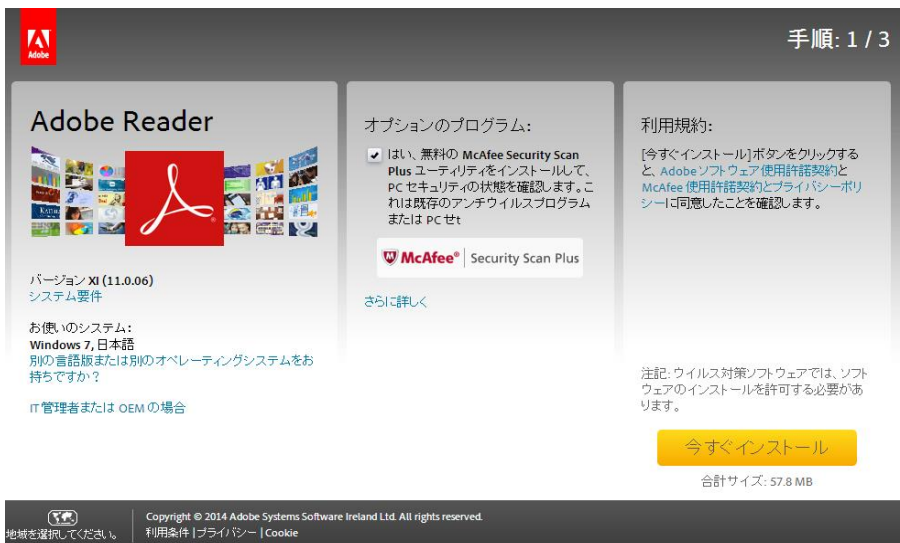 Adobe
手順: 1 / 3
Adobe Reader
バージョン XI (11.0.06)
システム要件
お使いのシステム:
Windows 7, 日本語
別の言語版または別のオペレーティングシステムをお
持ちですか?
IT 管理者または OEM の場合
オプションのプログラム:
はい、無料の McAfee Security Scan
Plus ユーティリティをインストールして、
PC セキュリティの状態を確認します。こ
れは既存のアンチウイルスプログラム
または PC せt
McAfee® Security Scan Plus
さらに詳しく
利用規約:
[今すぐインストール]ボタンをクリックする
と、Adobe ソフトウェア使用許諾契約と
McAfee 使用許諾契約とプライバシーポリ
シーに同意したことを確認します。
注記: ウイルス対策ソフトウェアでは、ソフト
ウェアのインストールを許可する必要があ
ります。
今すぐインストール
合計サイズ: 57.8 MB
地域を選択してください。
Copyright © 2014 Adobe Systems Software Ireland Ltd. All rights reserved.
利用条件 | プライバシー | Cookie